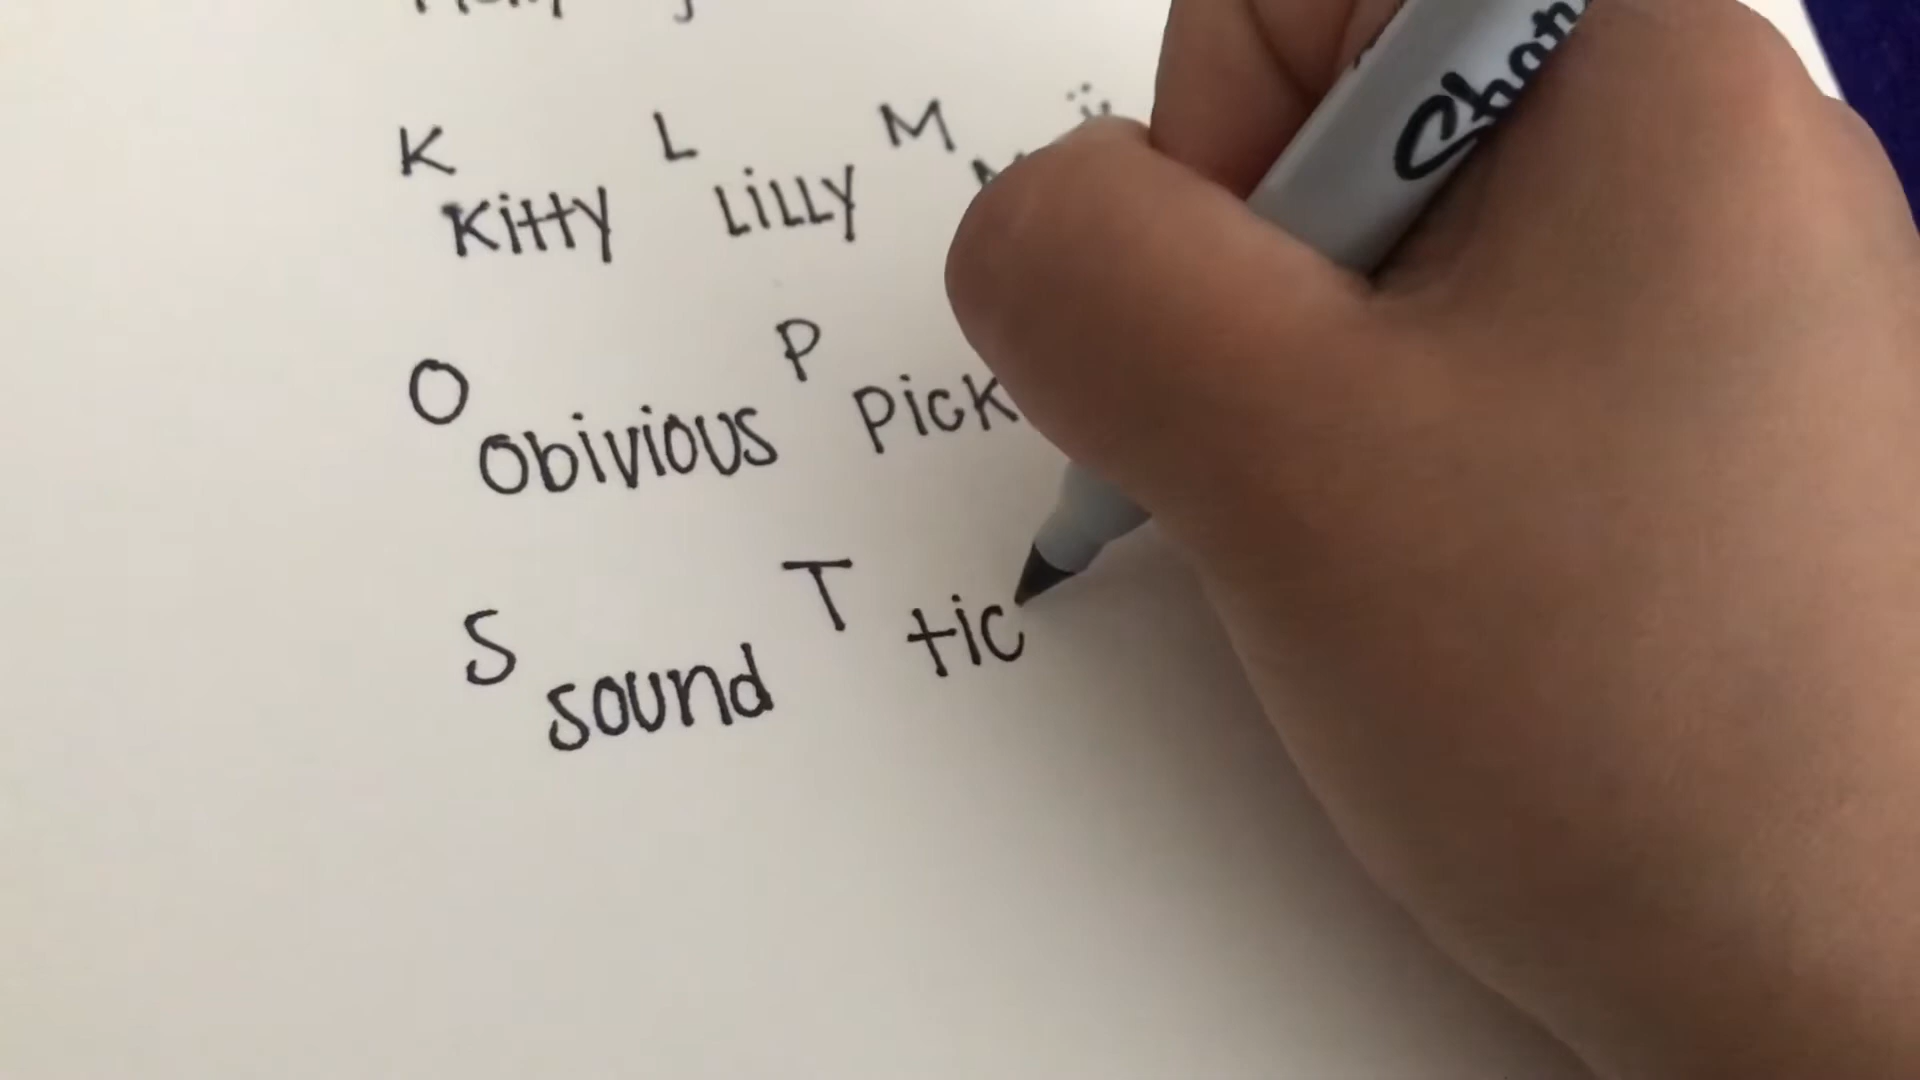 K L M
Kitty LiLLY
O P
Obivious Pick
S T
Sound tic